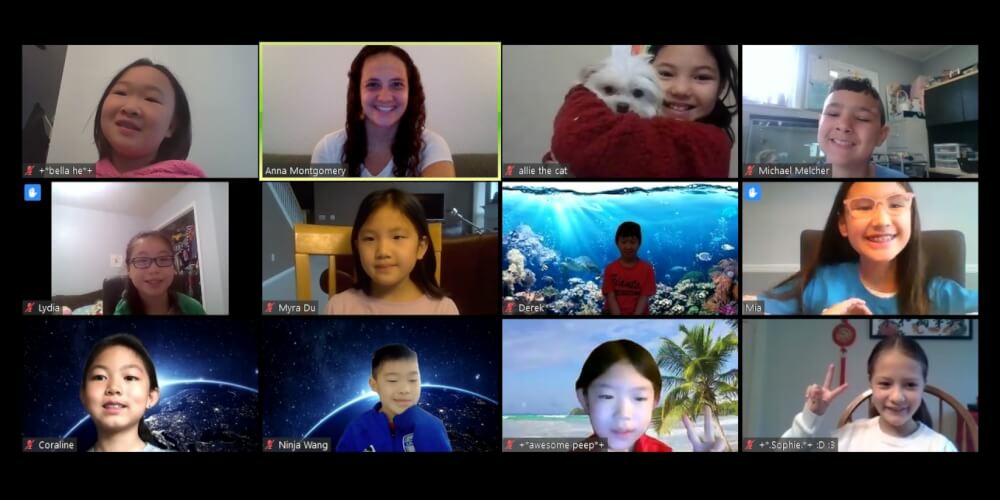 +*bella he*+
Anna Montgomery
allie the cat
Michael Melcher
Lydia
Myra Du
Derek
Mia
Giants
Coraline
Ninja Wang
+*awesome peep*+
+*.Sophie.*+ :D :3